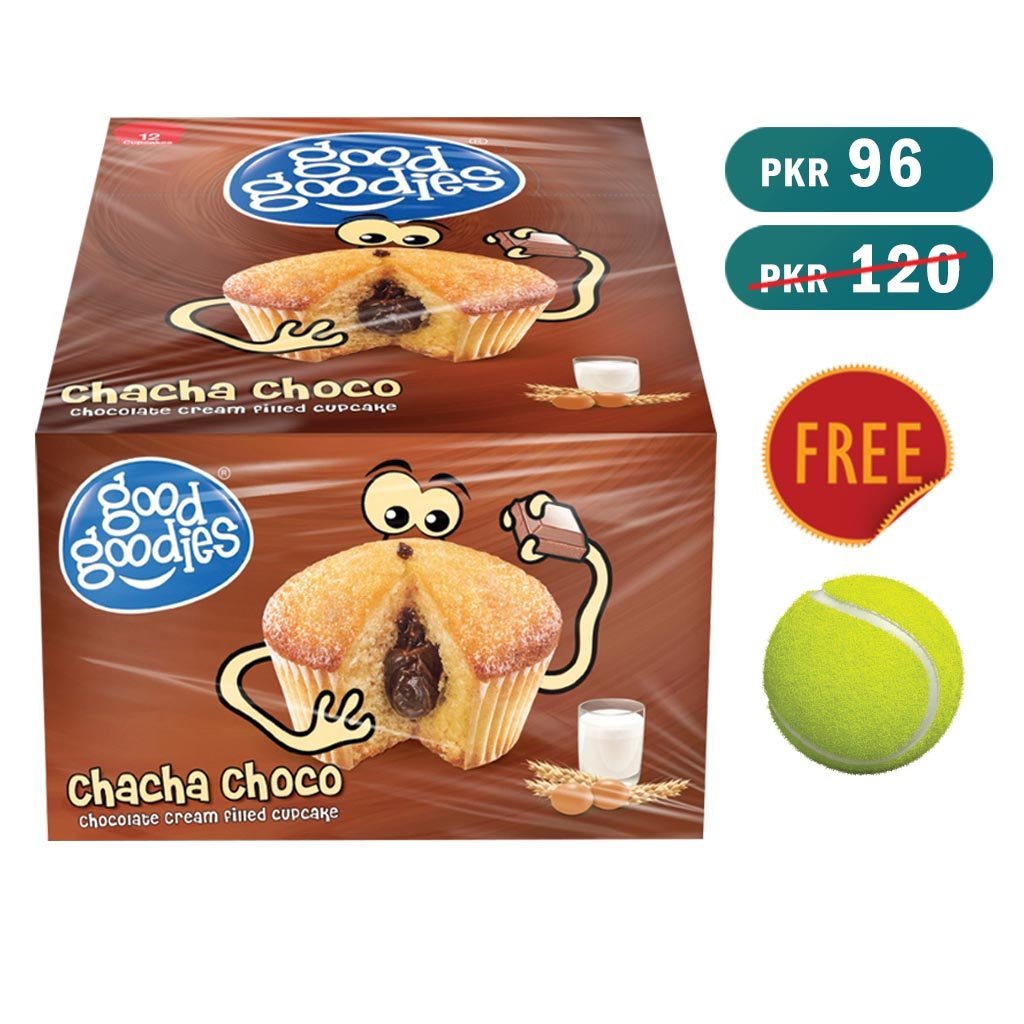 12
Cupcakes
good
goodies
®
chacha choco
chocolate cream filled cupcake
good
goodies
®
chacha choco
chocolate cream filled cupcake
PKR 96
PKR 120
FREE